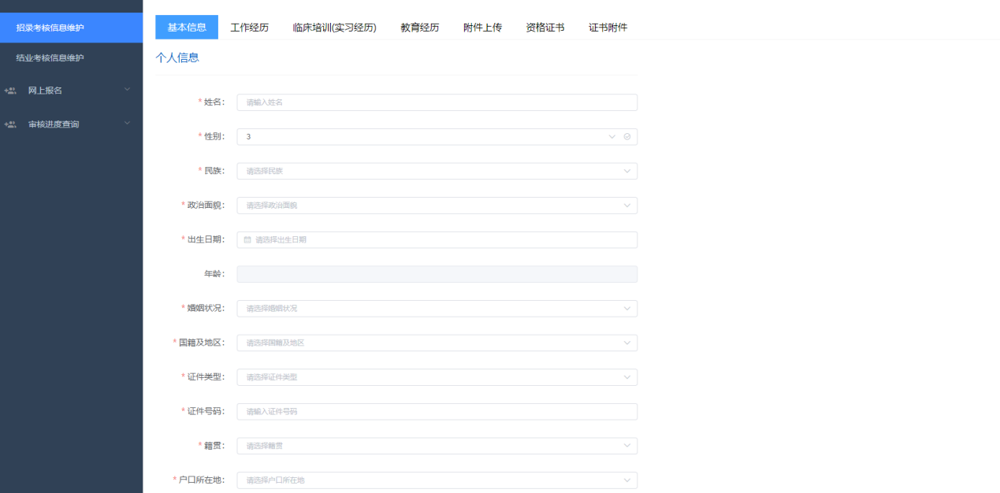 招录考核信息维护
结业考核信息维护
网上报名
审核进度查询
基本信息 工作经历 临床培训(实习经历) 教育经历 附件上传 资格证书 证书附件
个人信息
* 姓名: 请输入姓名
* 性别: 3
* 民族: 请选择民族
* 政治面貌: 请选择政治面貌
* 出生日期: 请选择出生日期
年龄:
* 婚姻状况: 请选择婚姻状况
* 国籍及地区: 请选择国籍及地区
* 证件类型: 请选择证件类型
* 证件号码: 请输入证件号码
* 籍贯: 请选择籍贯
* 户口所在地: 请选择户口所在地